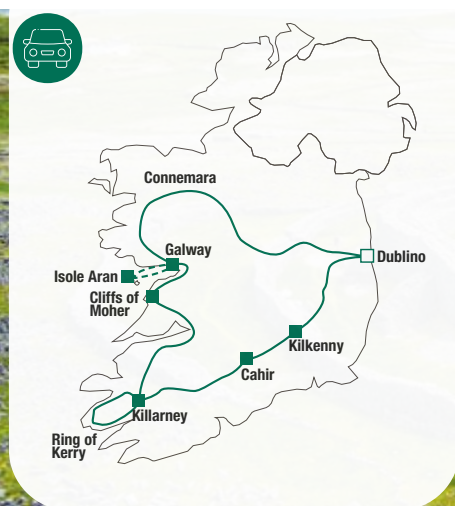 Connemara
Galway
Dublino
Isole Aran
Cliffs of
Moher
Kilkenny
Cahir
Killarney
Ring of
Kerry